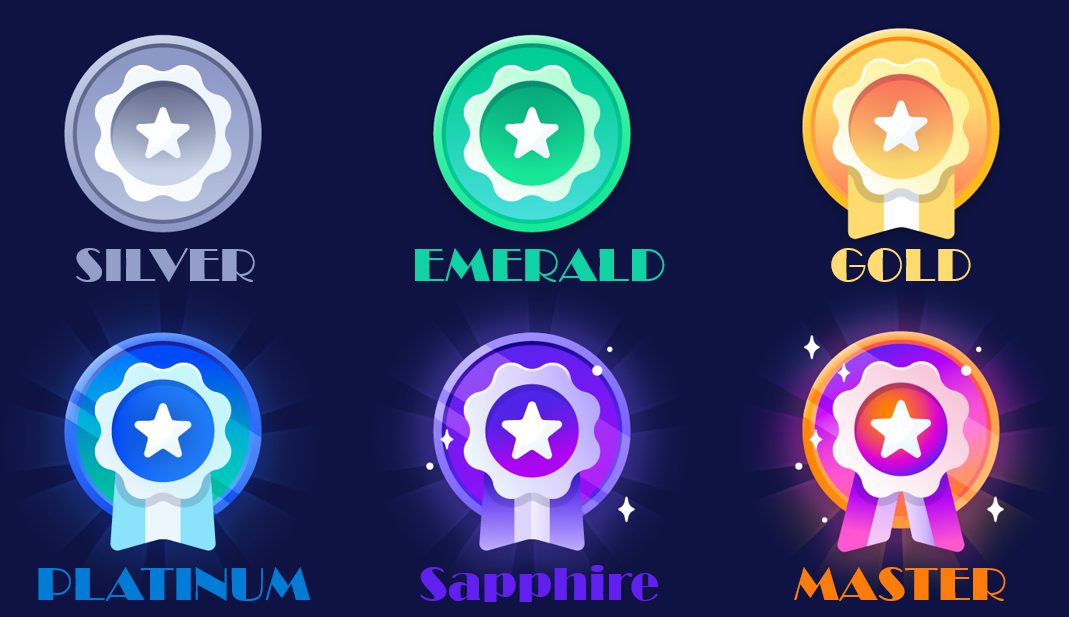 SILVER
EMERALD
GOLD
PLATINUM
Sapphire
MASTER